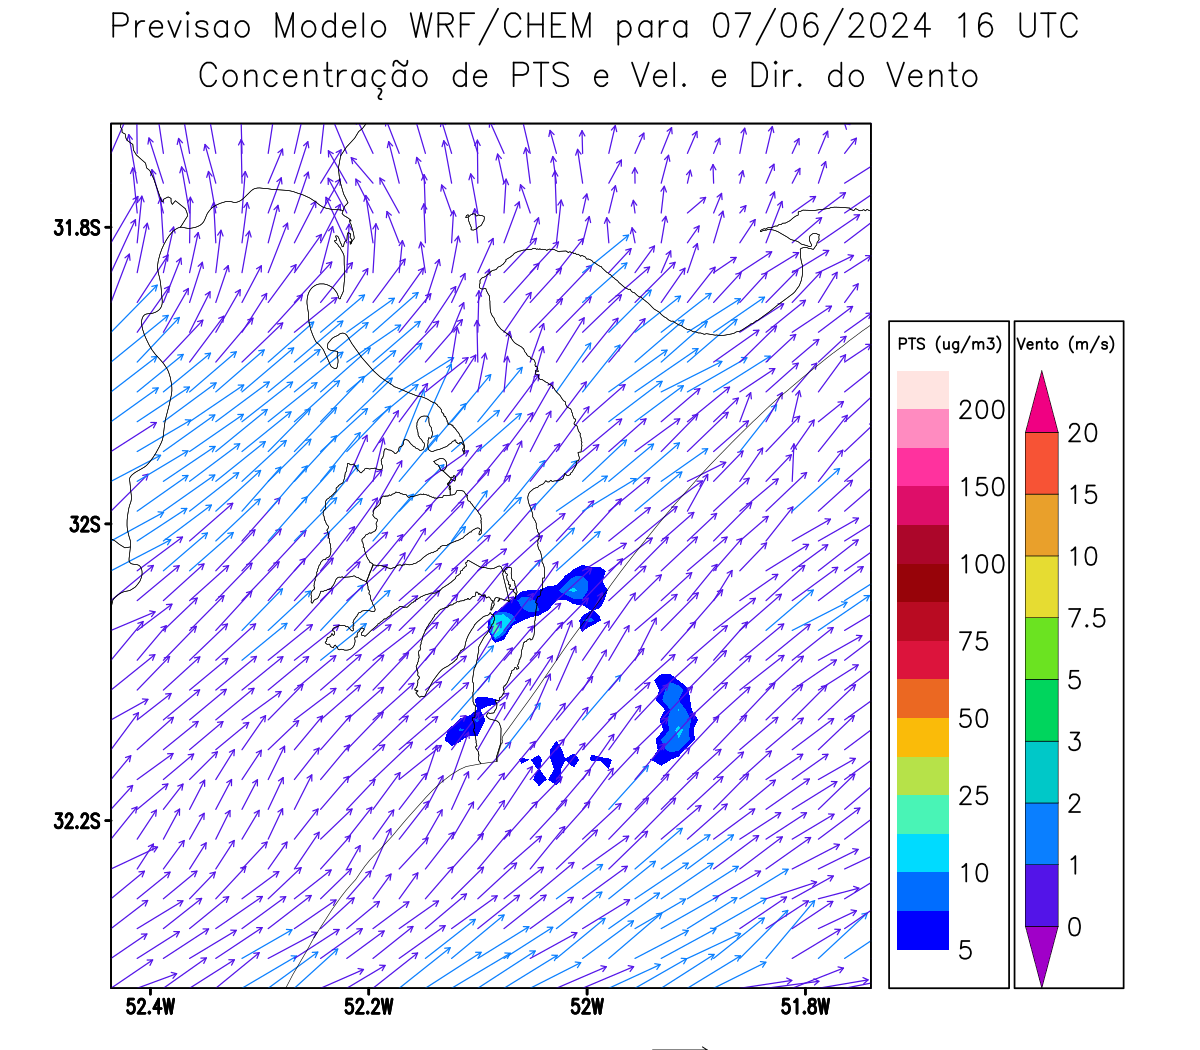 Previsao Modelo WRF/CHEM para 07/06/2024 16 UTC
Concentração de PTS e Vel. e Dir. do Vento
31.8S
32S
32.2S
52.4W
52.2W
52W
51.8W
PTS (ug/m3)
200
150
100
75
50
25
10
5
Vento (m/s)
20
15
10
7.5
5
3
2
1
0